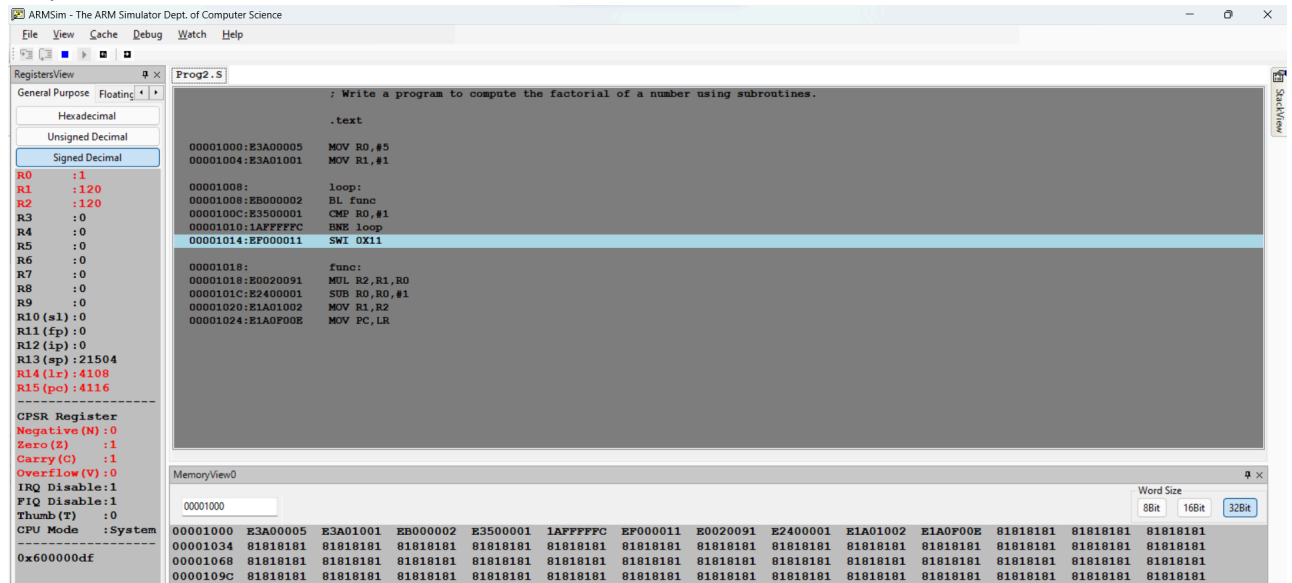 ARMSim - The ARM Simulator Dept. of Computer Science
File View Cache Debug Watch Help
RegistersView
General Purpose Floating
Hexadecimal
Unsigned Decimal
Signed Decimal
R0 :1
R1 :120
R2 :120
R3 :0
R4 :0
R5 :0
R6 :0
R7 :0
R8 :0
R9 :0
R10(sl):0
R11(fp):0
R12(ip):0
R13(sp):21504
R14(lr):4108
R15(pc):4116
CPSR Register
Negative(N):0
Zero(Z) :1
Carry(C) :1
Overflow(V):0
IRQ Disable:1
FIQ Disable:1
Thumb(T) :0
CPU Mode :System
0x600000df
Prog2.S
; Write a program to compute the factorial of a number using subroutines.
.text
00001000:E3A00005 MOV R0,#5
00001004:E3A01001 MOV R1,#1
00001008: loop:
00001008:EB000002 BL func
0000100C:E3500001 CMP R0,#1
00001010:1AFFFFFC BNE loop
00001014:EF000011 SWI 0X11
00001018: func:
00001018:E0020091 MUL R2,R1,R0
0000101C:E2400001 SUB R0,R0,#1
00001020:E1A01002 MOV R1,R2
00001024:E1A0F00E MOV PC,LR
StackView
MemoryView0
00001000
Word Size
8Bit 16Bit 32Bit
00001000 E3A00005 E3A01001 EB000002 E3500001 1AFFFFFC EF000011 E0020091 E2400001 E1A01002 E1A0F00E 81818181 81818181 81818181
00001034 81818181 81818181 81818181 81818181 81818181 81818181 81818181 81818181 81818181 81818181 81818181 81818181 81818181
00001068 81818181 81818181 81818181 81818181 81818181 81818181 81818181 81818181 81818181 81818181 81818181 81818181 81818181
0000109C 81818181 81818181 81818181 81818181 81818181 81818181 81818181 81818181 81818181 81818181 81818181 81818181 81818181